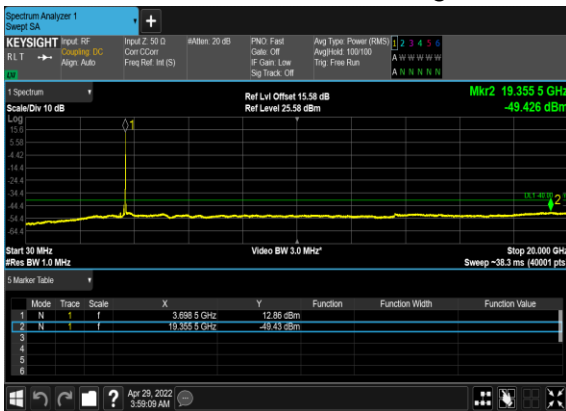 Spectrum Analyzer 1
Swept SA
KEYSIGHT Input: RF Input Z: 50 Ω #Atten: 20 dB PNO: Fast Avg Type: Power (RMS) 1 2 3 4 5 6
RLT Coupling: DC Corr CCorr Gate: Off Avg|Hold: 100/100 A W W W W W
Align: Auto Freq Ref: Int (S) IF Gain: Low Trig: Free Run
Sig Track: Off A N N N N N
1 Spectrum Ref Lvl Offset 15.58 dB Mkr2 19.355 5 GHz
Scale/Div 10 dB Ref Level 25.58 dBm -49.426 dBm
Log
15.6 1
5.58
-4.42
-14.4
-24.4
-34.4 DL1 -40.00
-44.4 2
-54.4
-64.4
Start 30 MHz Video BW 3.0 MHz* Stop 20.000 GHz
#Res BW 1.0 MHz Sweep ~38.3 ms (40001 pts)
5 Marker Table
Mode Trace Scale X Y Function Function Width Function Value
1 N 1 f 3.698 5 GHz 12.86 dBm
2 N 1 f 19.355 5 GHz -49.43 dBm
3
4
5
6
? Apr 29, 2022
3:59:09 AM